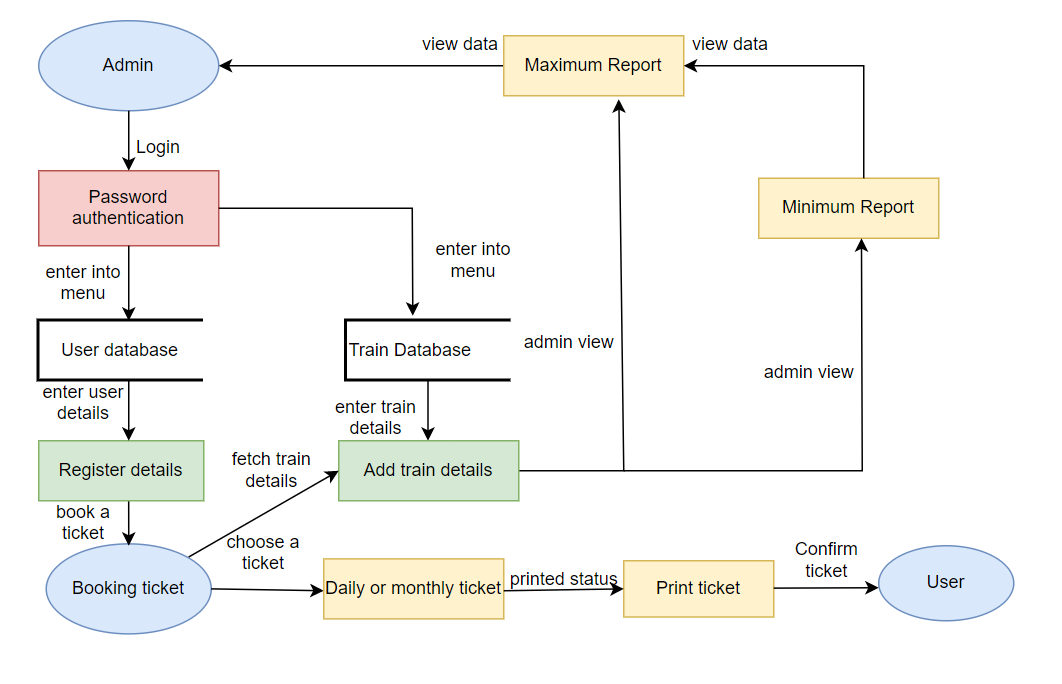 view data
view data
Admin
Maximum Report
Login
Password
authentication
Minimum Report
enter into
menu
enter into
menu
User database
Train Database
admin view
admin view
enter user
details
enter train
details
Register details
fetch train
details
Add train details
book a
ticket
choose a
ticket
Booking ticket
Daily or monthly ticket
printed status
Print ticket
Confirm
ticket
User